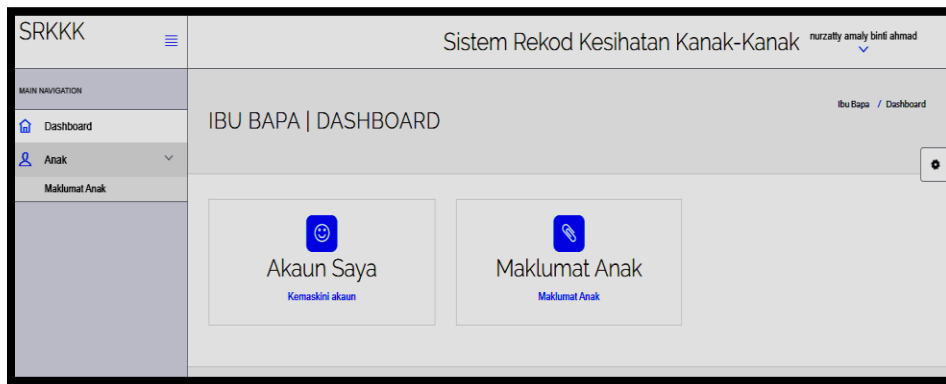 SRKKK
Sistem Rekod Kesihatan Kanak-Kanak
nurzatty amaly binti ahmad
MAIN NAVIGATION
Dashboard
Anak
Maklumat Anak
IBU BAPA | DASHBOARD
Ibu Bapa / Dashboard
Akaun Saya
Kemaskini akaun
Maklumat Anak
Maklumat Anak